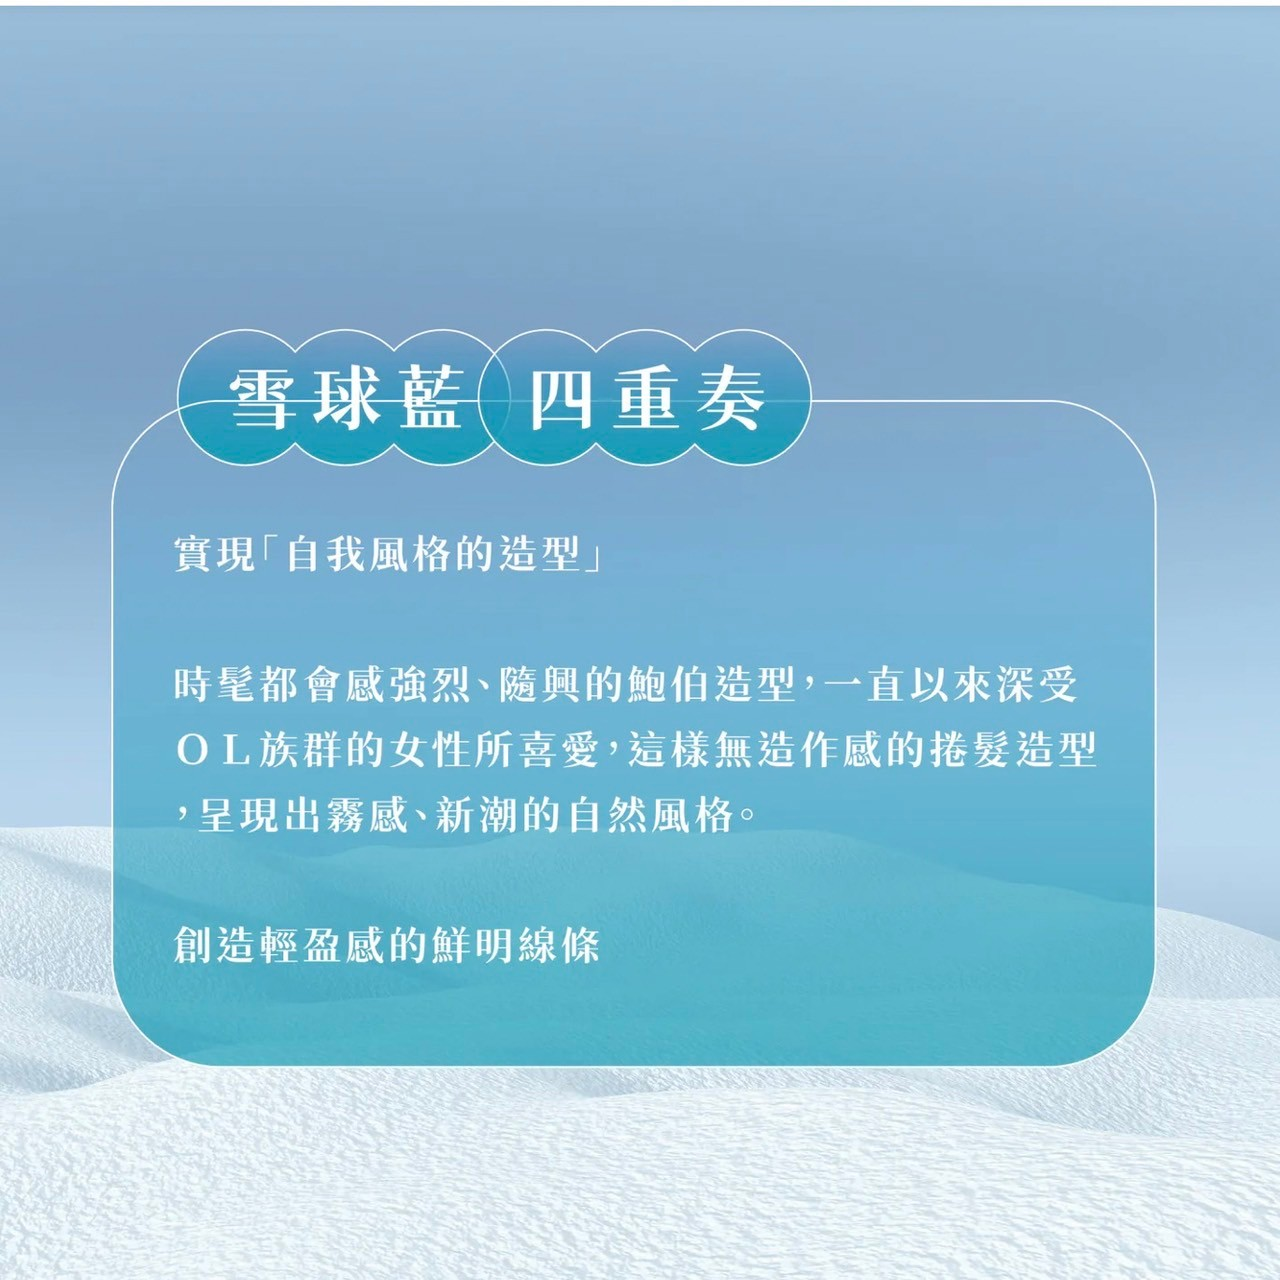 雪球藍 四重奏
實現「自我風格的造型」
時髦都會感強烈、隨興的鮑伯造型，一直以來深受
ＯＬ族群的女性所喜愛，這樣無造作感的捲髮造型
，呈現出霧感、新潮的自然風格。
創造輕盈感的鮮明線條